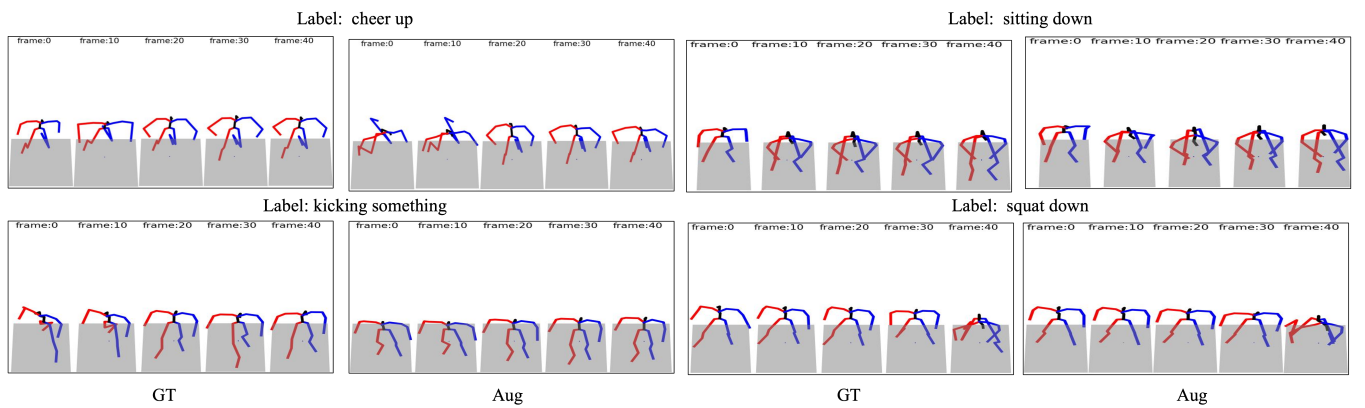 Label: cheer up
Label: sitting down
frame:0 frame:10 frame:20 frame:30 frame:40
frame:0 frame:10 frame:20 frame:30 frame:40
frame:0 frame:10 frame:20 frame:30 frame:40
frame:0 frame:10 frame:20 frame:30 frame:40
Label: kicking something
Label: squat down
frame:0 frame:10 frame:20 frame:30 frame:40
frame:0 frame:10 frame:20 frame:30 frame:40
frame:0 frame:10 frame:20 frame:30 frame:40
frame:0 frame:10 frame:20 frame:30 frame:40
GT
Aug
GT
Aug